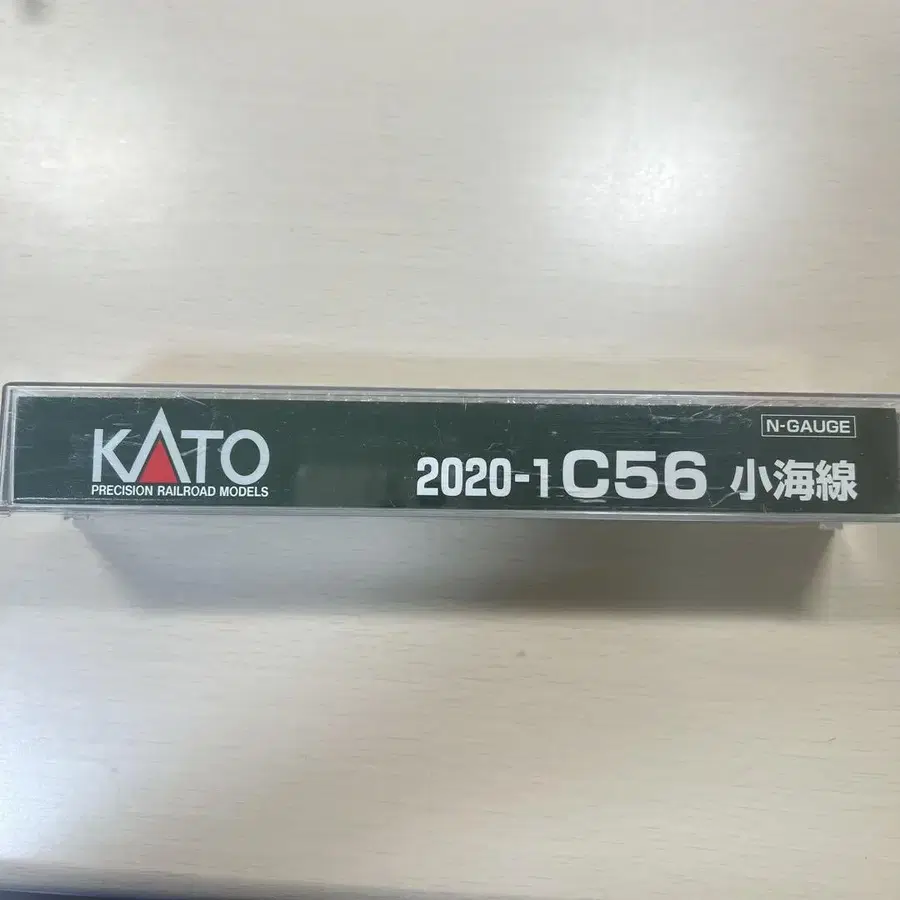 KATO
PRECISION RAILROAD MODELS
N-GAUGE
2020-1 C56 小海線